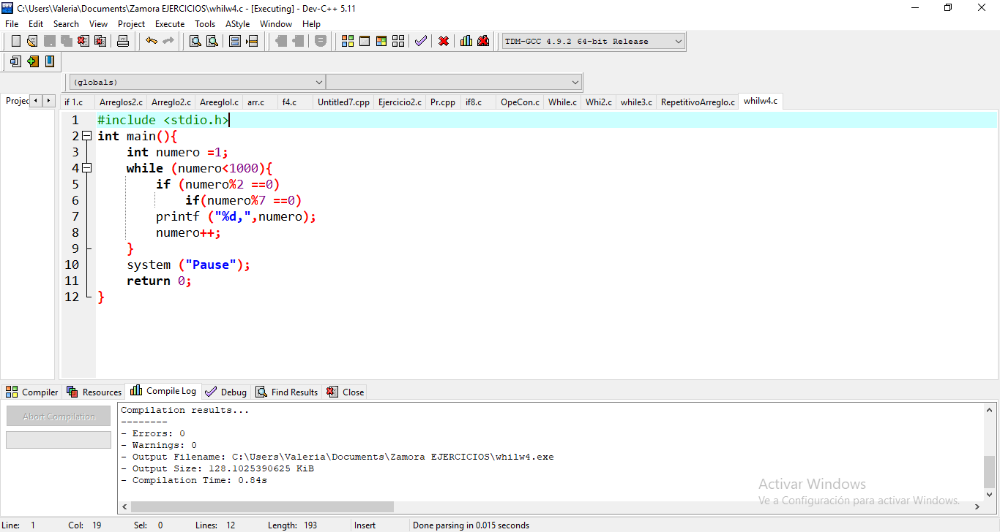 C:\Users\Valeria\Documents\Zamora EJERCICIOS\whilw4.c - [Executing] - Dev-C++ 5.11
File Edit Search View Project Execute Tools AStyle Window Help
TDM-GCC 4.9.2 64-bit Release
(globals)
Projec if 1.c Arreglos2.c Arreglo2.c Areeglol.c arr.c f4.c Untitled7.cpp Ejercicio2.c Pr.cpp if8.c OpeCon.c While.c Whi2.c while3.c RepetitivoArreglo.c whilw4.c
1 #include <stdio.h>
2 int main(){
3 int numero =1;
4 while (numero<1000){
5 if (numero%2 ==0)
6 if(numero%7 ==0)
7 printf ("%d,",numero);
8 numero++;
9 }
10 system ("Pause");
11 return 0;
12 }
Compiler Resources Compile Log Debug Find Results Close
Abort Compilation
Compilation results...
--------
- Errors: 0
- Warnings: 0
- Output Filename: C:\Users\Valeria\Documents\Zamora EJERCICIOS\whilw4.exe
- Output Size: 128.1025390625 KiB
- Compilation Time: 0.84s
Activar Windows
Ve a Configuración para activar Windows.
Line: 1 Col: 19 Sel: 0 Lines: 12 Length: 193 Insert Done parsing in 0.015 seconds